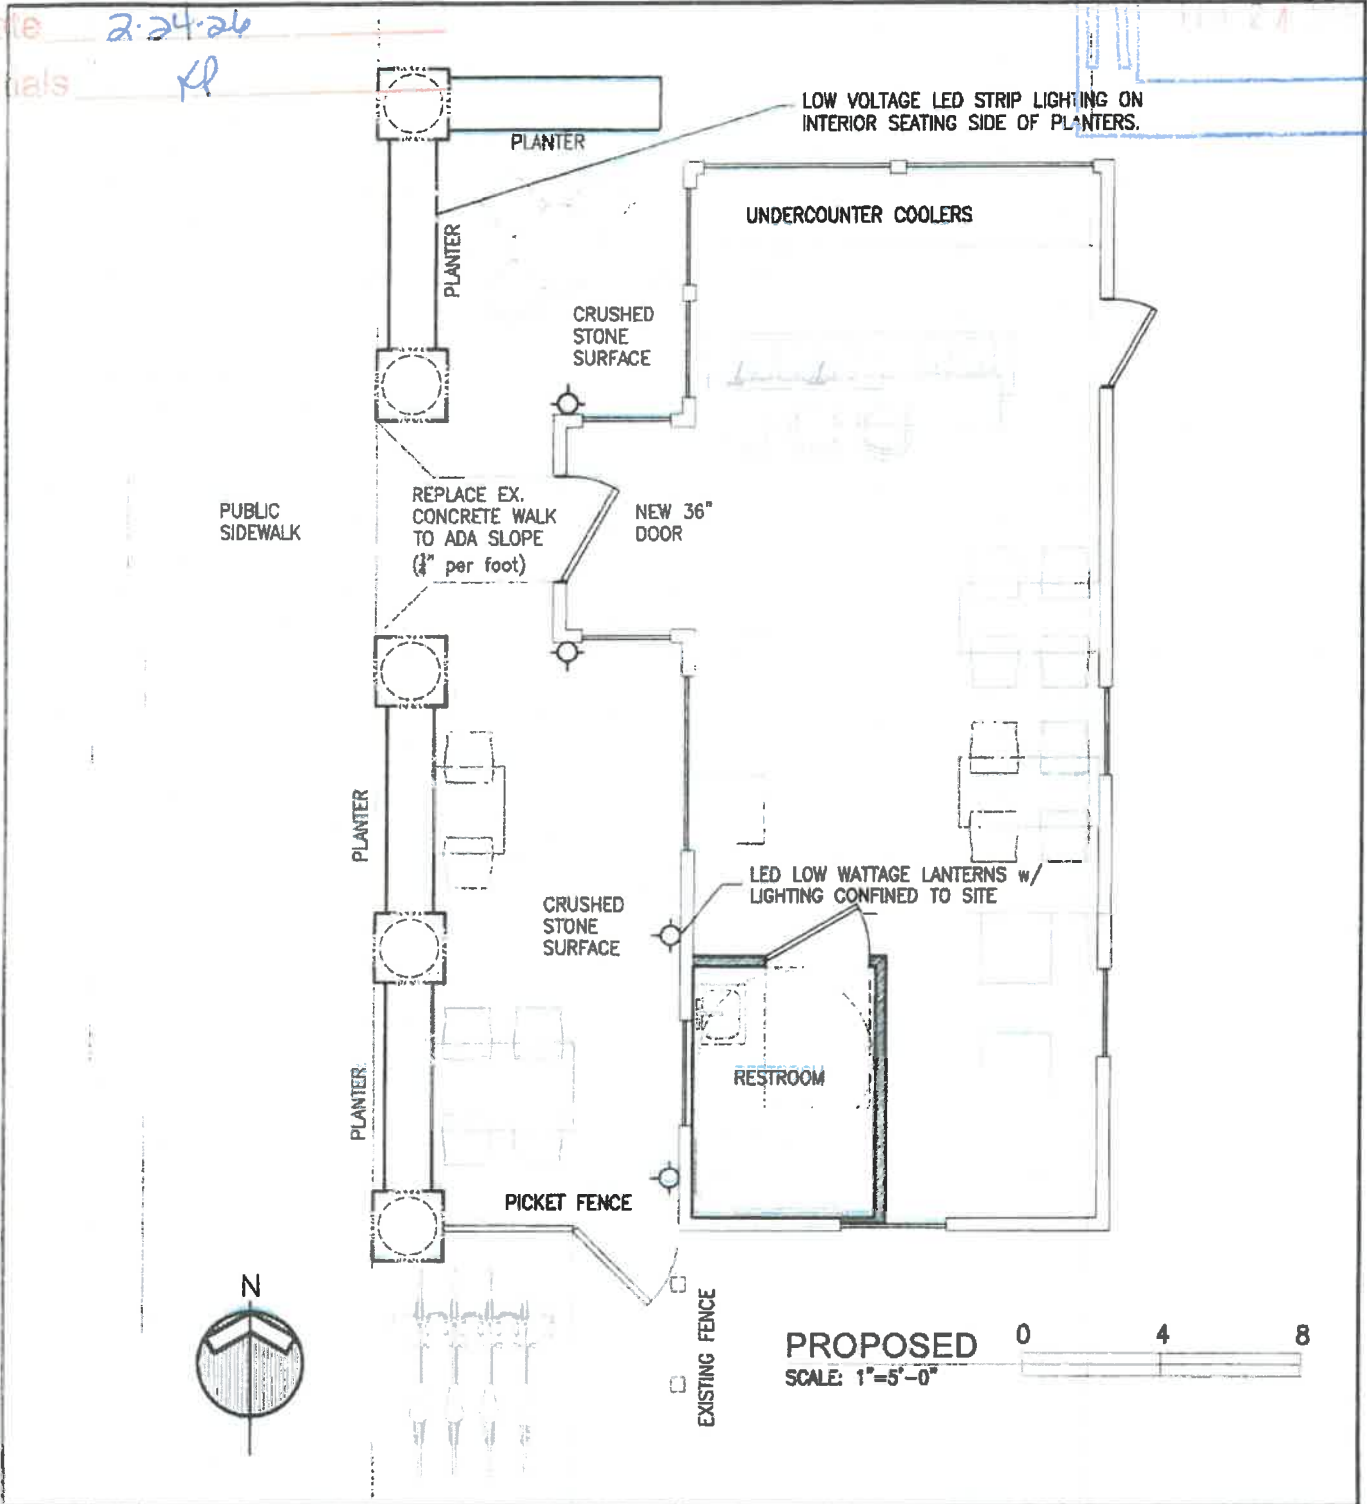 2-24-26
LOW VOLTAGE LED STRIP LIGHTING ON
INTERIOR SEATING SIDE OF PLANTERS.
PLANTER
PLANTER
UNDERCOUNTER COOLERS
CRUSHED
STONE
SURFACE
PUBLIC
SIDEWALK
REPLACE EX.
CONCRETE WALK
TO ADA SLOPE
per foot)
NEW 36"
DOOR
PLANTER
LED LOW WATTAGE LANTERNS w/
LIGHTING CONFINED TO SITE
CRUSHED
STONE
SURFACE
RESTROOM
PLANTER
PICKET FENCE
N
EXISTING FENCE
PROPOSED
SCALE: 1"=5'-0"
0 4 8